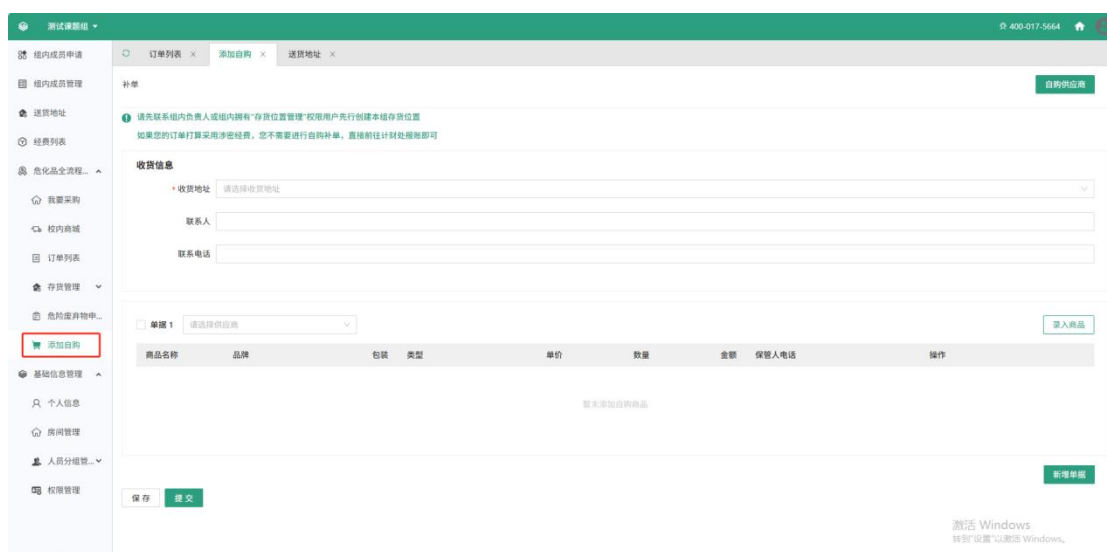 测试课题组
400-017-5664
组内成员申请
订单列表 ×
添加自购 ×
送货地址 ×
组内成员管理
补单
自购供应商
送货地址
请先联系组内负责人或组内拥有"存货位置管理"权限用户先行创建本组存货位置
如果您的订单打算采用涉密经费，您不需要进行自购补单，直接前往计财处报账即可
经费列表
危化品全流程...
收货信息
* 收货地址 请选择收货地址
我要采购
联系人
校内商城
联系电话
订单列表
存货管理
危险废弃物申...
单据 1 请选择供应商
录入商品
添加自购
商品名称 品牌 包装 类型 单价 数量 金额 保管人电话 操作
基础信息管理
个人信息
暂未添加自购商品
房间管理
人员分组管...
新增单据
权限管理
保存 提交
激活 Windows
转到"设置"以激活 Windows。